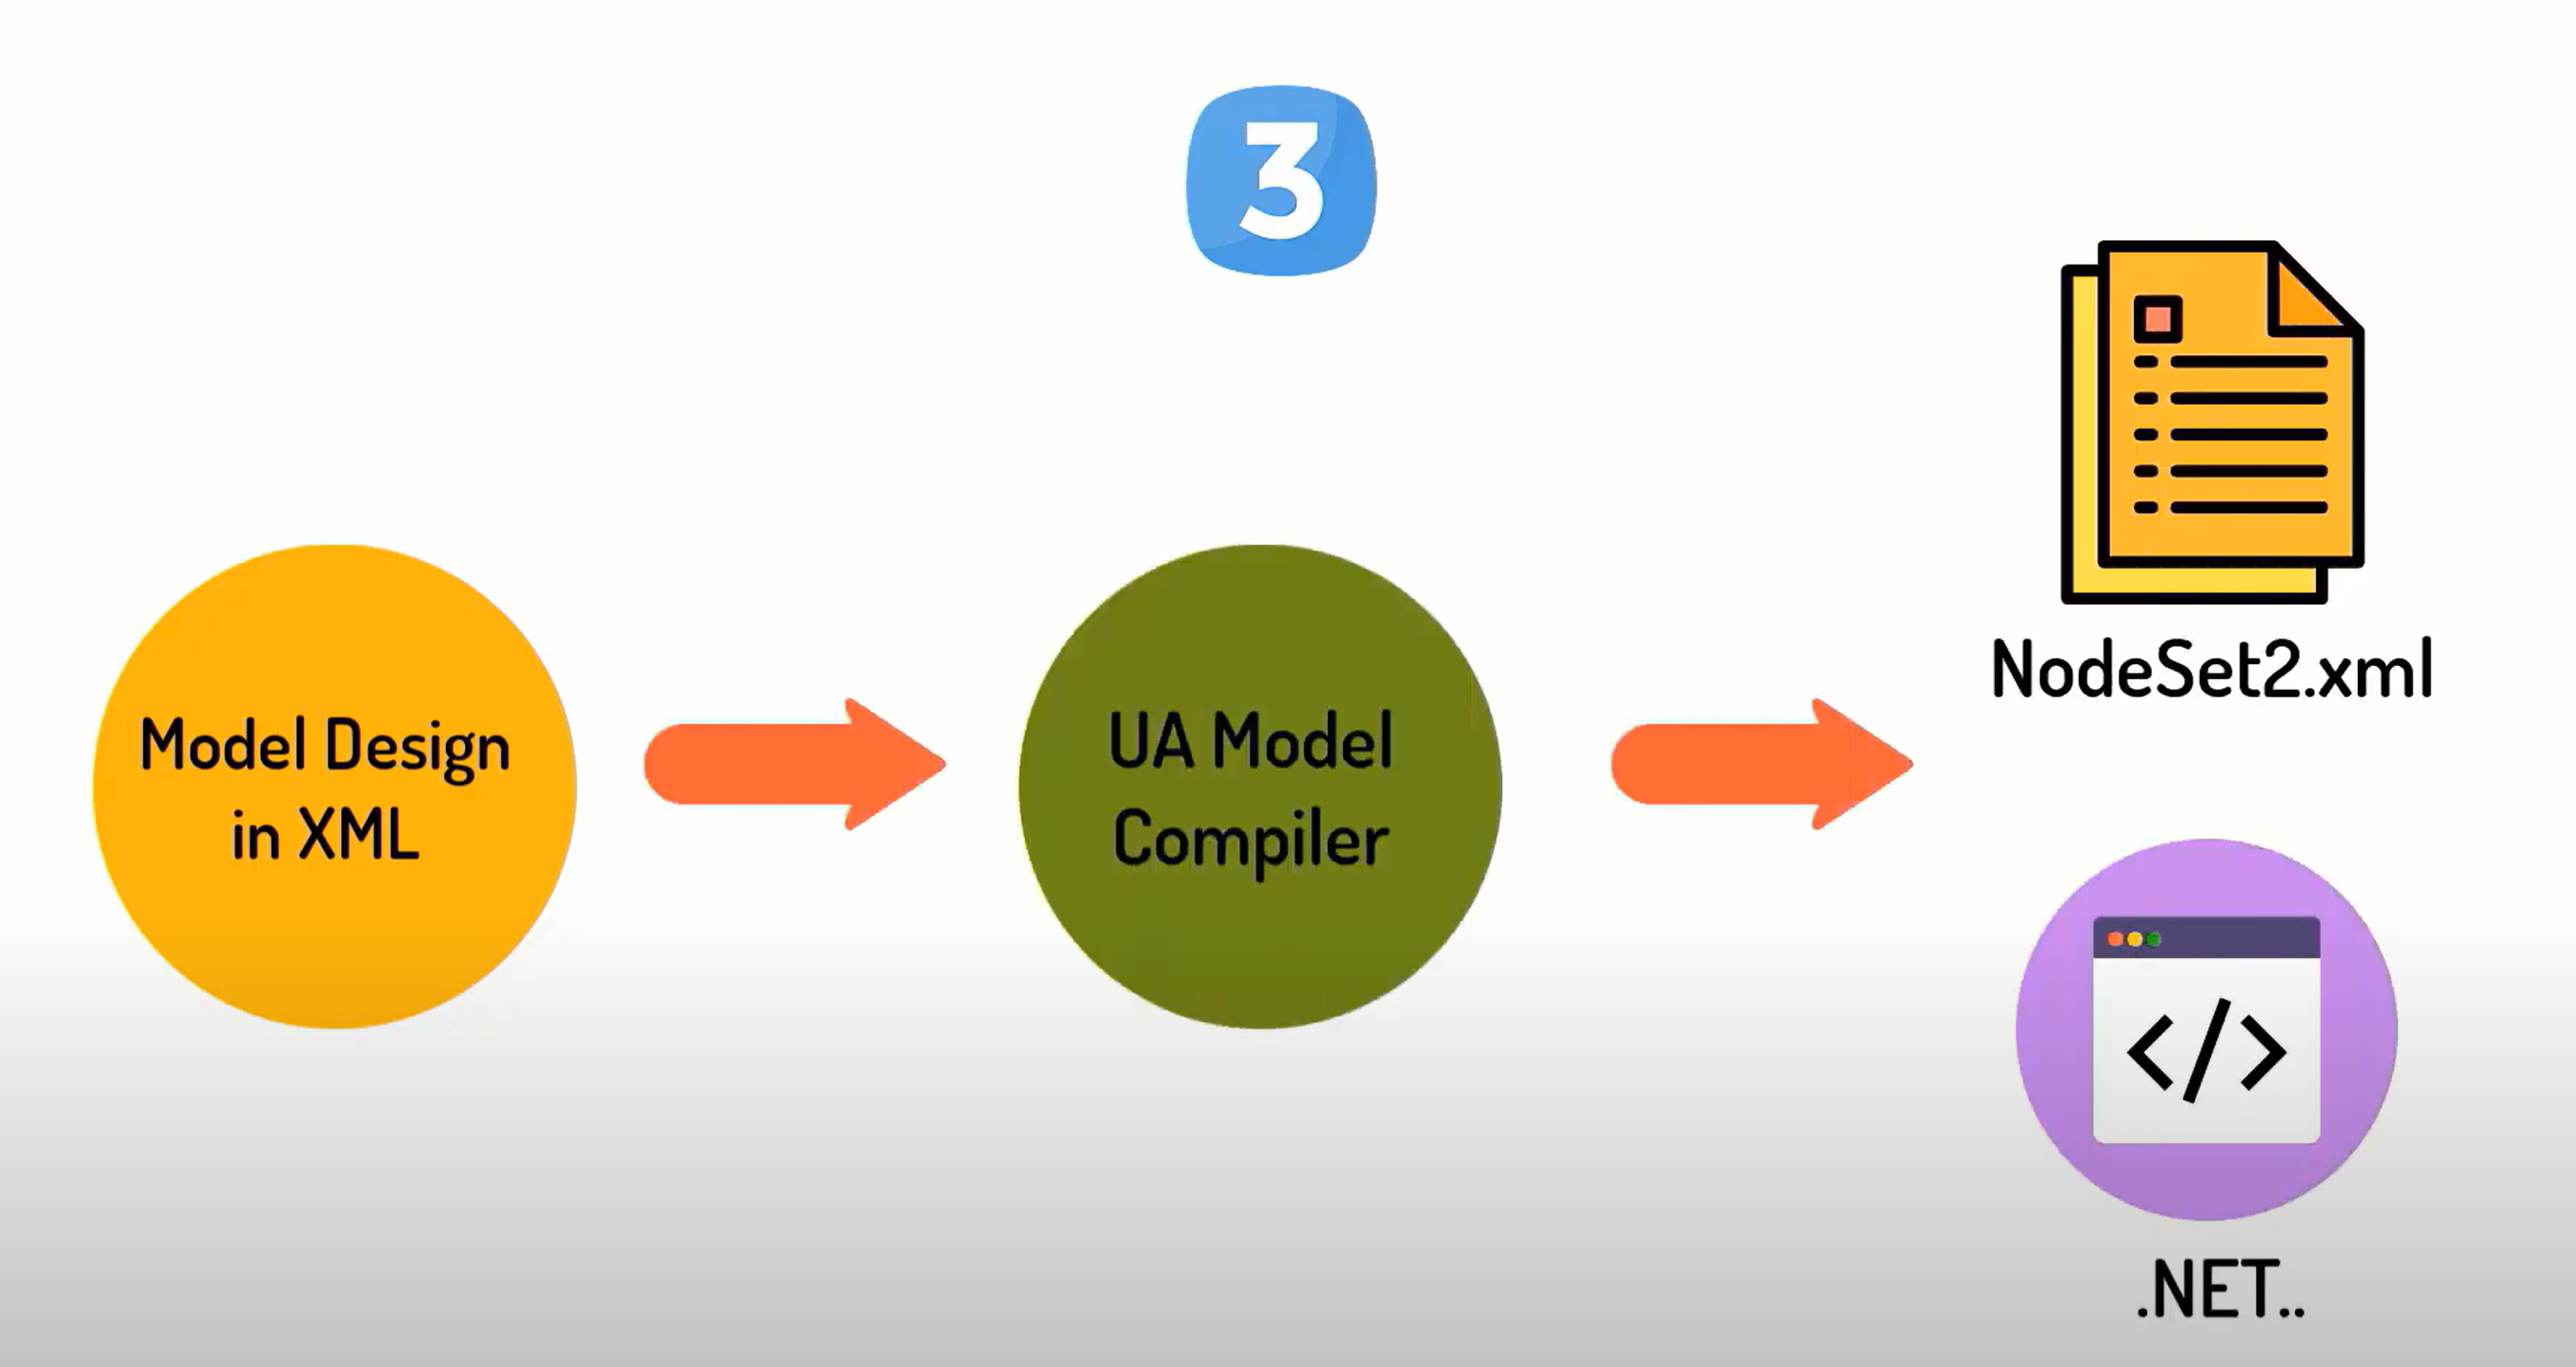 3
Model Design
in XML
UA Model
Compiler
NodeSet2.xml
</>
.NET..